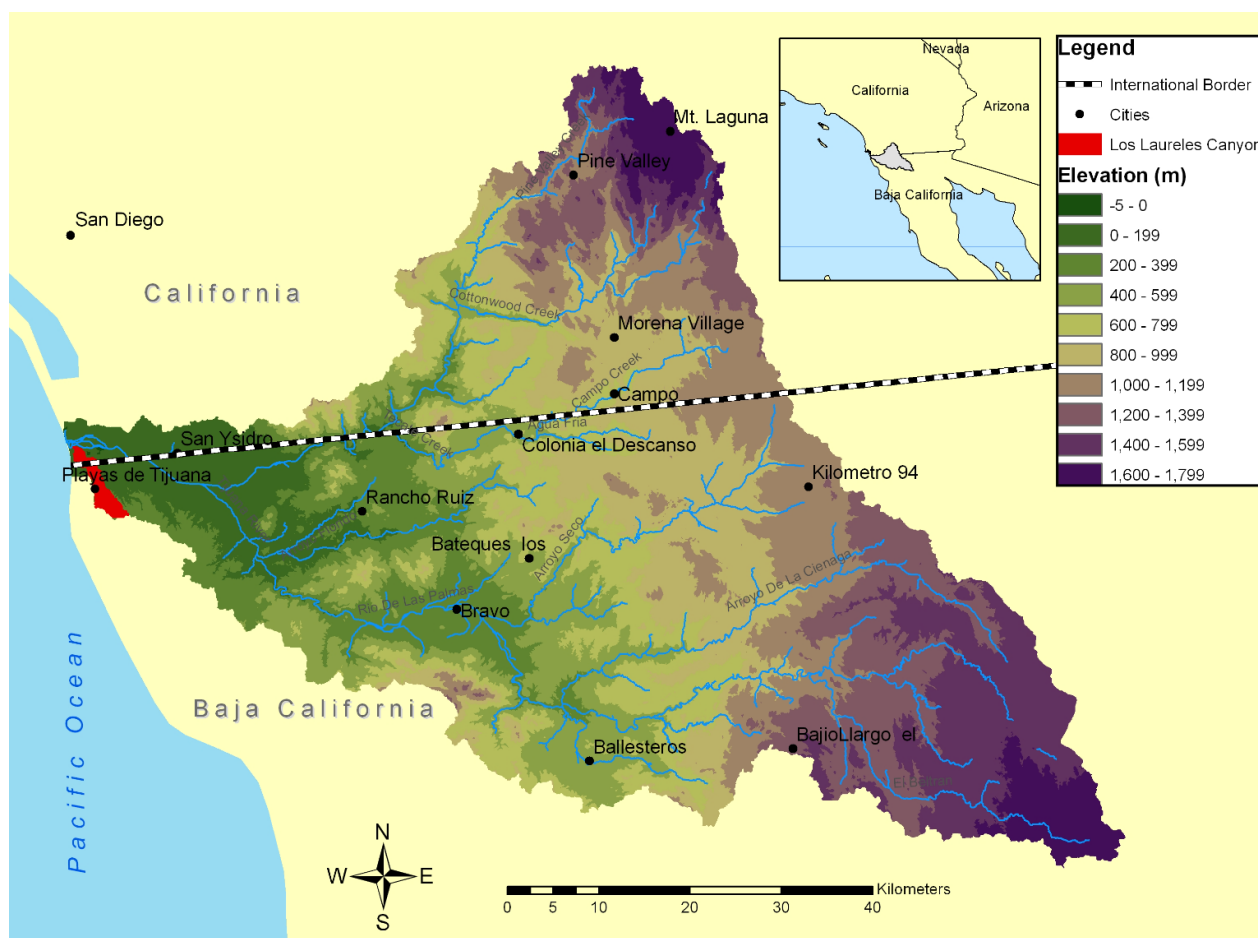 Legend
International Border
Cities
Los Laureles Canyon
Elevation (m)
-5 - 0
0 - 199
200 - 399
400 - 599
600 - 799
800 - 999
1,000 - 1,199
1,200 - 1,399
1,400 - 1,599
1,600 - 1,799
Nevada
California
Arizona
Baja California
Mt. Laguna
Pine Valley
San Diego
California
Cottonwood Creek
Morena Village
Campo Creek
Campo
Agua Fria
San Ysidro
Creek
Colonia el Descanso
Playas de Tijuana
Kilometro 94
Rancho Ruiz
Bateques los
Arroyo Seco
Arroyo De La Cienaga
Rio De Las Palmas
Bravo
Baja California
Ballesteros
BajioLlargo el
Pacific Ocean
N
W E
S
Kilometers
0 5 10 20 30 40